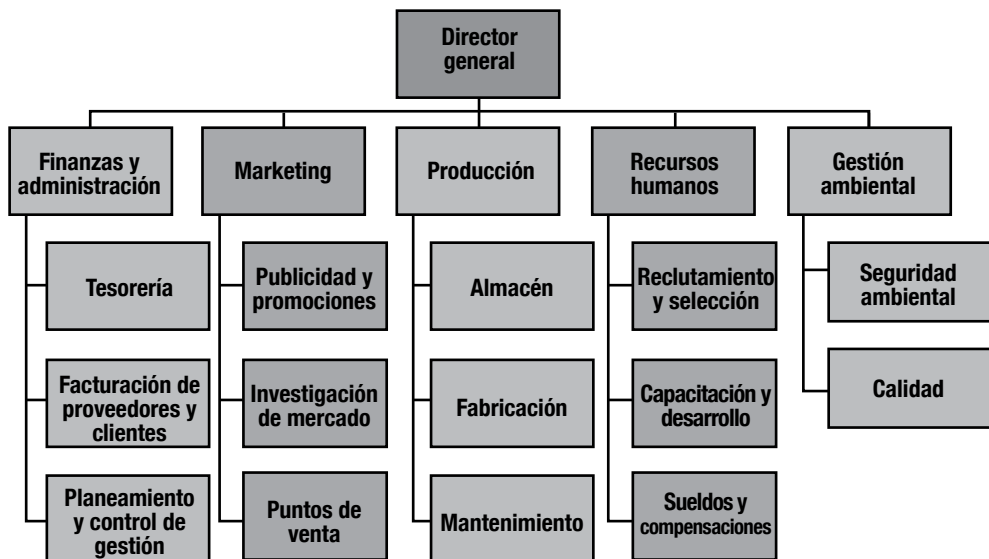 Director
general
Finanzas y
administración
Marketing
Producción
Recursos
humanos
Gestión
ambiental
Tesorería
Publicidad y
promociones
Almacén
Reclutamiento
y selección
Seguridad
ambiental
Facturación de
proveedores y
clientes
Investigación
de mercado
Fabricación
Capacitación y
desarrollo
Calidad
Planeamiento
y control de
gestión
Puntos de
venta
Mantenimiento
Sueldos y
compensaciones